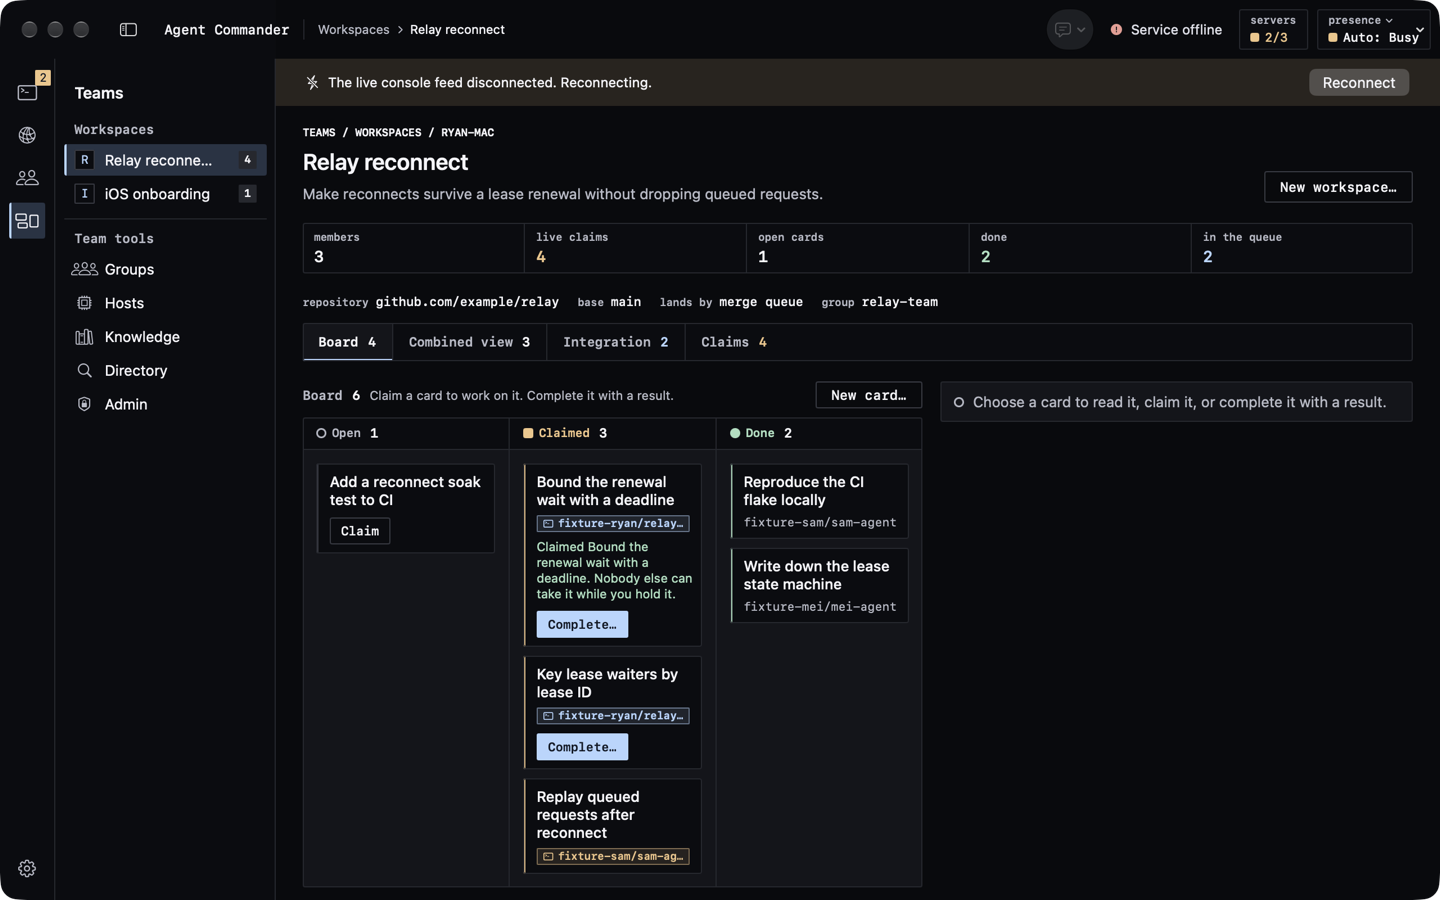 Agent Commander
Workspaces > Relay reconnect
Service offline
servers
2/3
presence
Auto: Busy
2
Teams
Workspaces
R Relay reconne… 4
I iOS onboarding 1
Team tools
Groups
Hosts
Knowledge
Directory
Admin
The live console feed disconnected. Reconnecting.
Reconnect
TEAMS / WORKSPACES / RYAN-MAC
Relay reconnect
Make reconnects survive a lease renewal without dropping queued requests.
New workspace…
members
3
live claims
4
open cards
1
done
2
in the queue
2
repository github.com/example/relay base main lands by merge queue group relay-team
Board 4
Combined view 3
Integration 2
Claims 4
Board 6 Claim a card to work on it. Complete it with a result.
New card…
Open 1
Add a reconnect soak
test to CI
Claim
Claimed 3
Bound the renewal
wait with a deadline
fixture-ryan/relay…
Claimed Bound the
renewal wait with a
deadline. Nobody else can
take it while you hold it.
Complete…
Key lease waiters by
lease ID
fixture-ryan/relay…
Complete…
Replay queued
requests after
reconnect
fixture-sam/sam-ag…
Done 2
Reproduce the CI
flake locally
fixture-sam/sam-agent
Write down the lease
state machine
fixture-mei/mei-agent
Choose a card to read it, claim it, or complete it with a result.